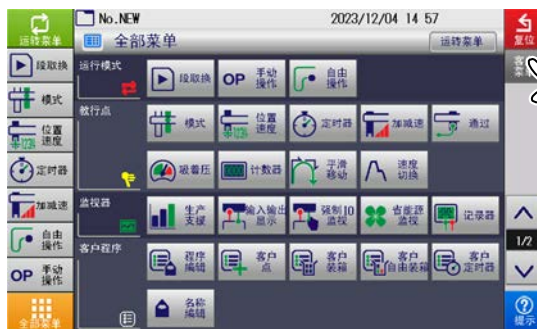 运转菜单
No.NEW
2023/12/04 14 57
复位
全部菜单
运转菜单
段取换
运行模式
段取换
OP 手动操作
自由操作
模式
教行点
模式
位置速度
定时器
加减速
通过
位置速度
吸着压
计数器
平滑移动
速度切换
定时器
监视器
生产支援
输入输出显示
强制IO监视
省能源监视
记录器
加减速
1/2
自由操作
客户程序
程序编辑
客户点
客户装箱
客户自由装箱
客户定时器
OP 手动操作
名称编辑
全部菜单
提示